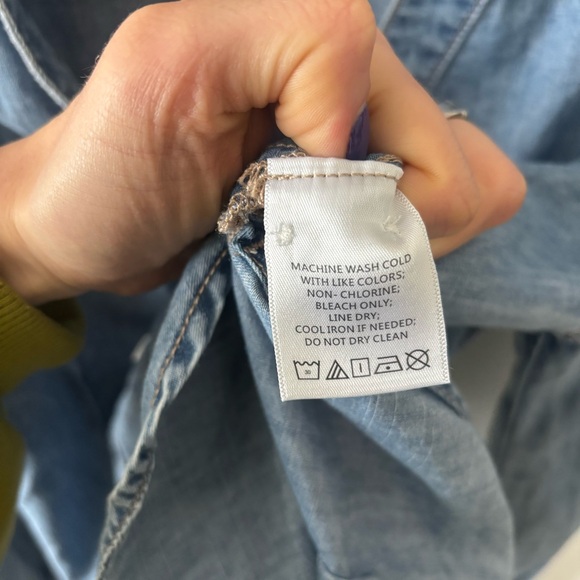 MACHINE WASH COLD
WITH LIKE COLORS;
NON- CHLORINE;
BLEACH ONLY;
LINE DRY;
COOL IRON IF NEEDED;
DO NOT DRY CLEAN
30